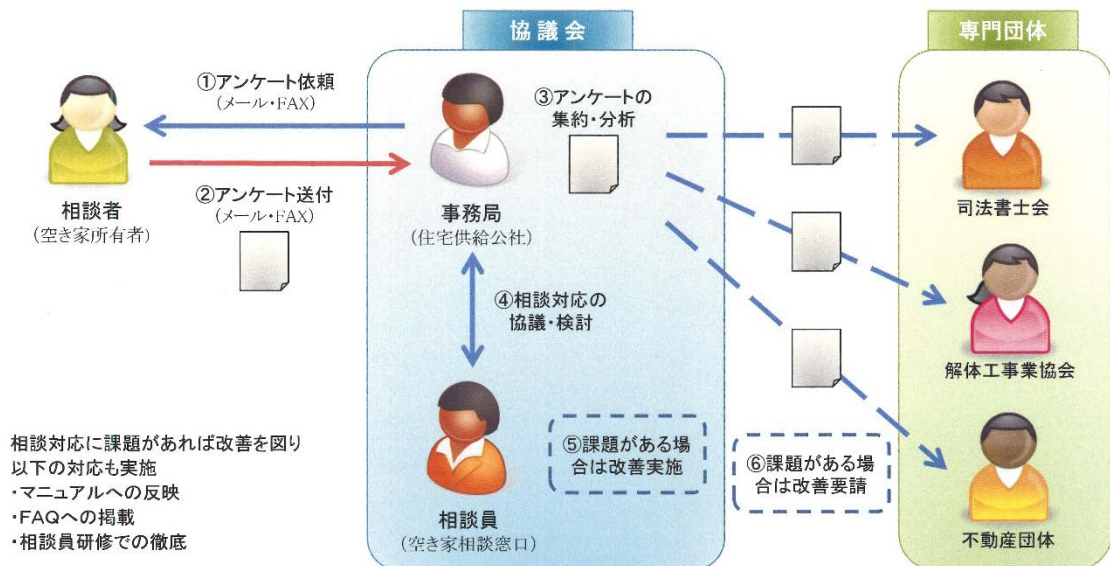 協議会
専門団体
①アンケート依頼
(メール・FAX)
②アンケート送付
(メール・FAX)
相談者
(空き家所有者)
③アンケートの
集約・分析
事務局
(住宅供給公社)
④相談対応の
協議・検討
相談員
(空き家相談窓口)
⑤課題がある場
合は改善実施
⑥課題がある場
合は改善要請
司法書士会
解体工事業協会
不動産団体
相談対応に課題があれば改善を図り
以下の対応も実施
・マニュアルへの反映
・FAQへの掲載
・相談員研修での徹底